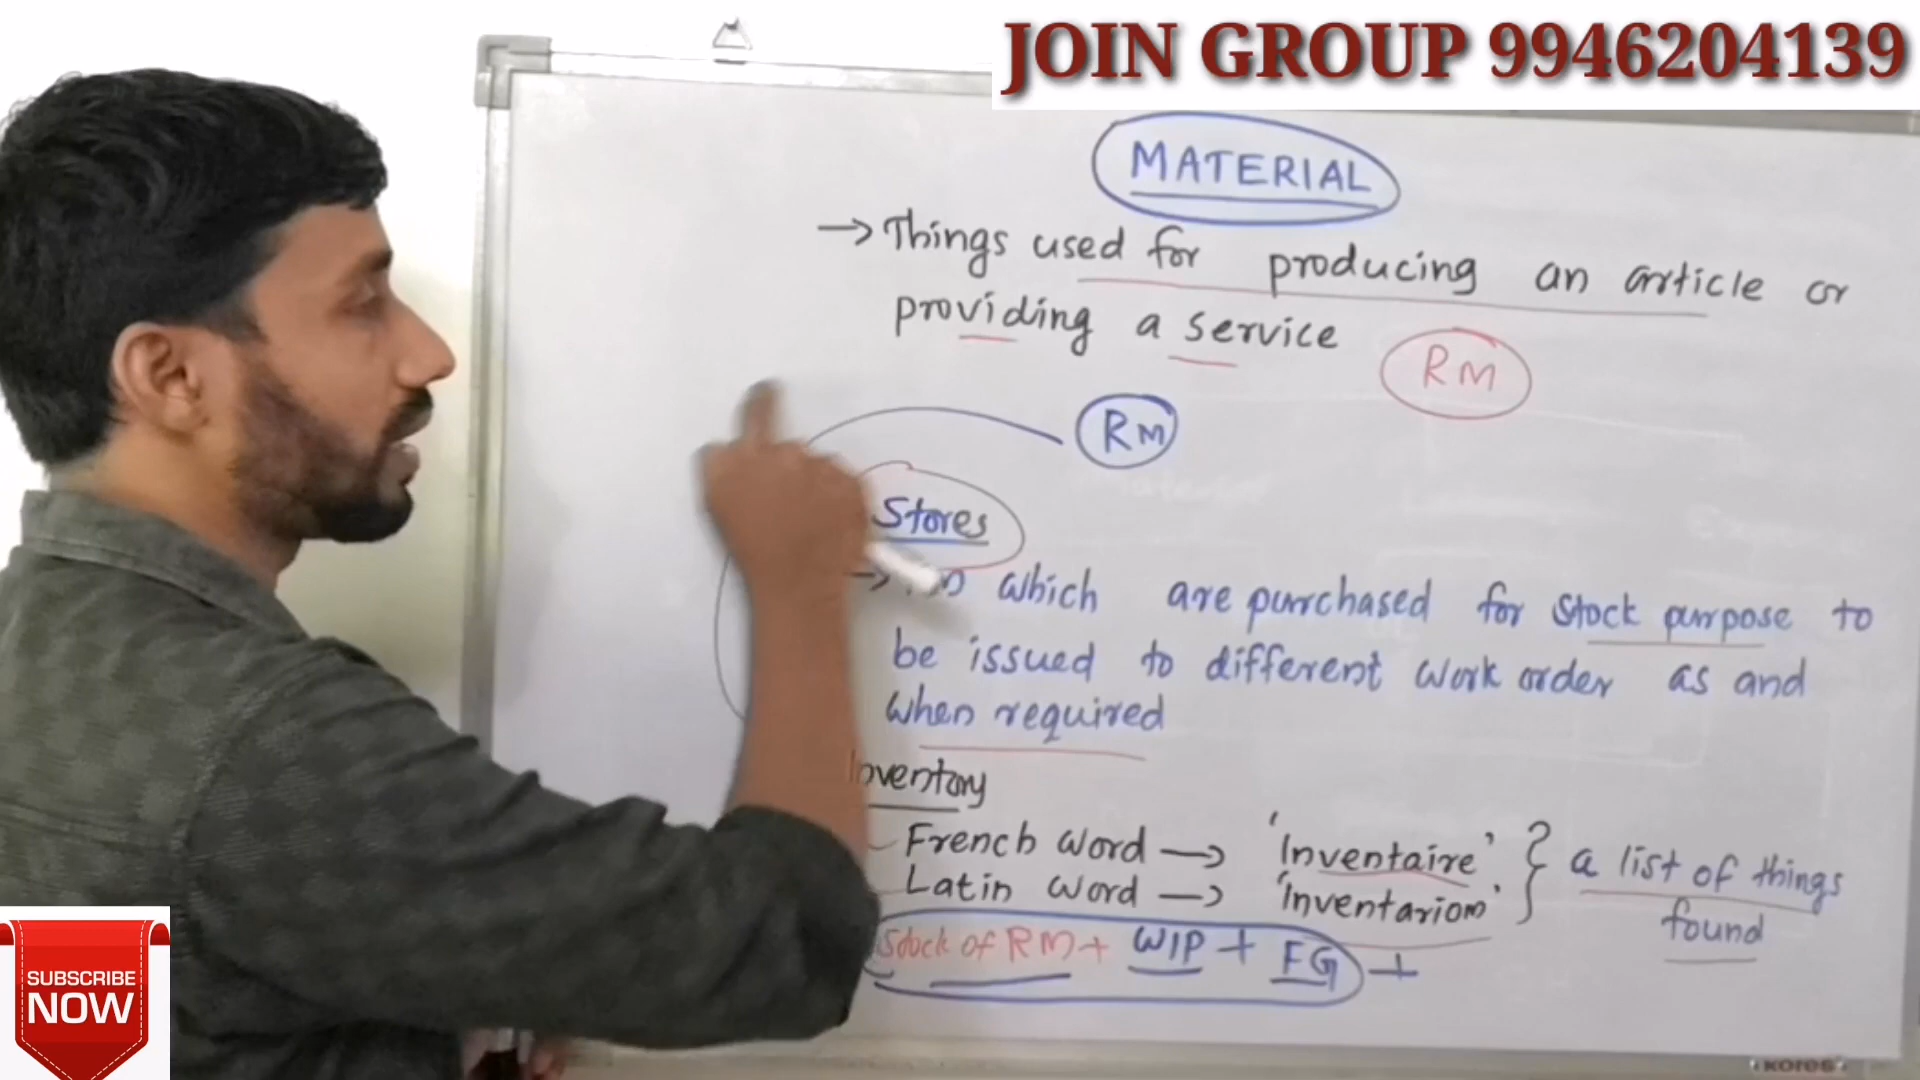 JOIN GROUP 9946204139
MATERIAL
→ Things used for producing an article or
providing a service
RM
RM
Stores
→ which are purchased for stock purpose to
be issued to different work order as and
when required
Inventory
French word → 'Inventaire' } a list of things
Latin word → 'Inventariom' found
Stock of RM + WIP + FG +
SUBSCRIBE
NOW
kores